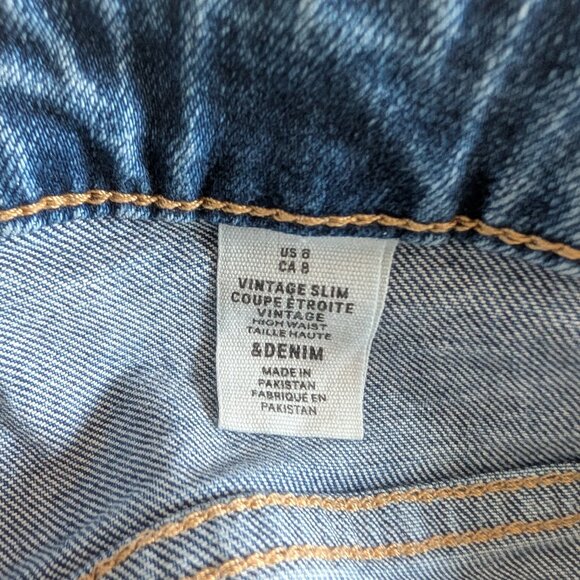 US 8
CA 8
VINTAGE SLIM
COUPE ÉTROITE
VINTAGE
HIGH WAIST
TAILLE HAUTE
&DENIM
MADE IN
PAKISTAN
FABRIQUÉ EN
PAKISTAN